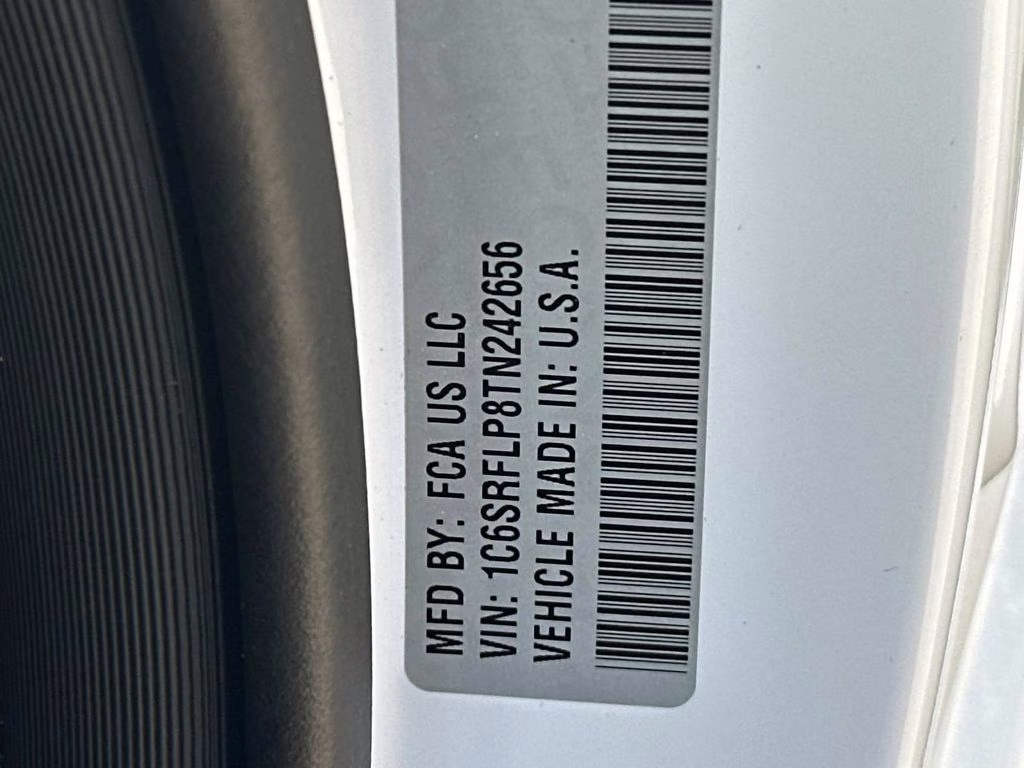 MFD BY: FCA US LLC
VIN: 1C6SRFLP8TN242656
VEHICLE MADE IN: U.S.A.